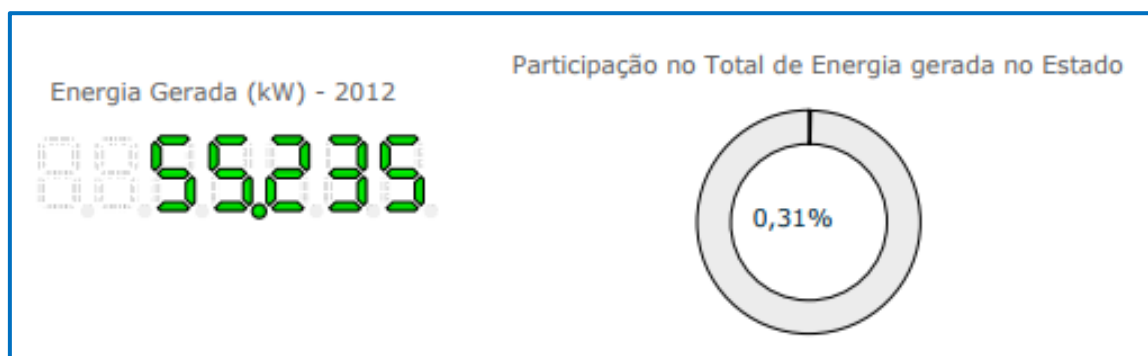 Energia Gerada (kW) - 2012
55.235
Participação no Total de Energia gerada no Estado
0,31%